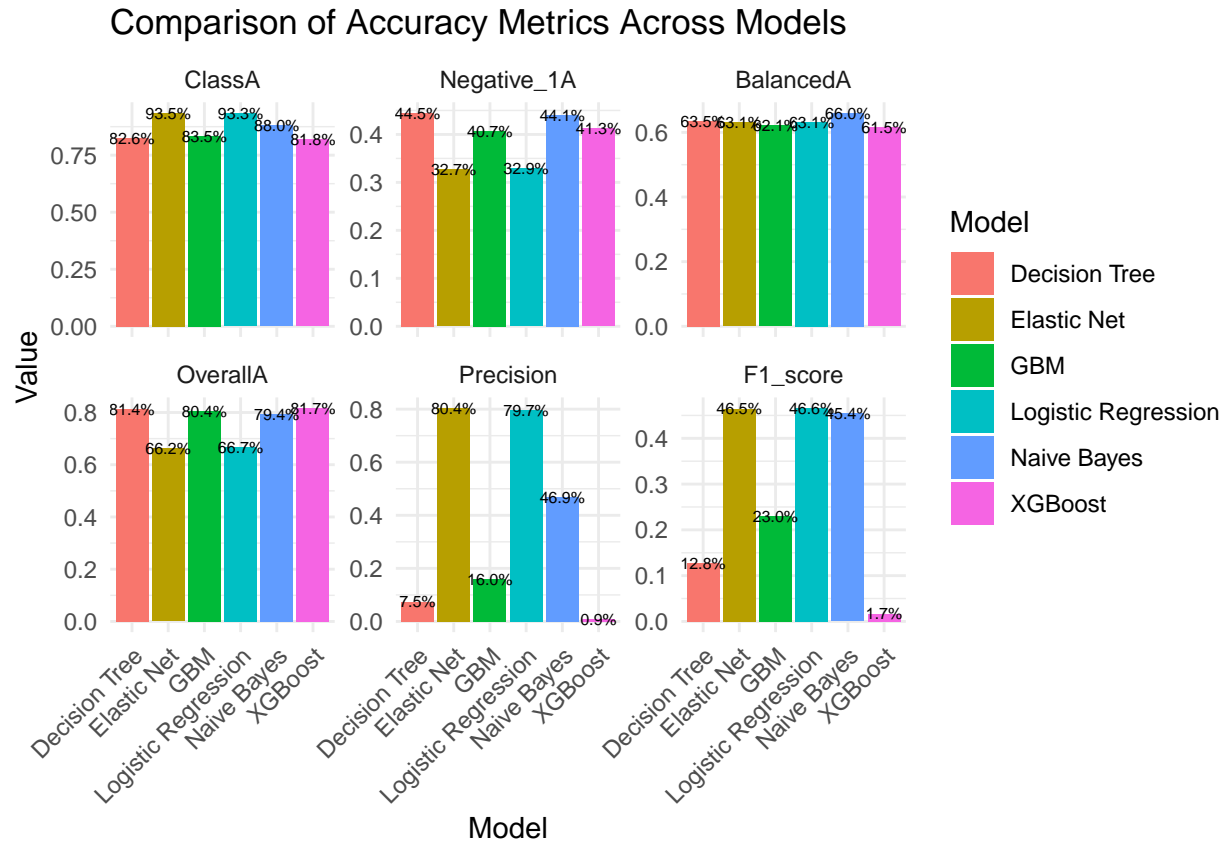 Comparison of Accuracy Metrics Across Models
ClassA
Negative_1A
BalancedA
0.75
0.50
0.25
0.00
82.6%
93.5%
83.5%
93.3%
88.0%
81.8%
0.4
0.3
0.2
0.1
0.0
44.5%
32.7%
40.7%
32.9%
44.1%
41.3%
0.6
0.4
0.2
0.0
63.5%
63.1%
62.1%
63.1%
66.0%
61.5%
Value
OverallA
Precision
F1_score
0.8
0.6
0.4
0.2
0.0
81.4%
66.2%
80.4%
66.7%
79.4%
81.7%
0.8
0.6
0.4
0.2
0.0
7.5%
80.4%
16.0%
79.7%
46.9%
0.9%
0.4
0.3
0.2
0.1
0.0
12.8%
46.5%
23.0%
46.6%
45.4%
1.7%
Decision Tree
Elastic Net
GBM
Logistic Regression
Naive Bayes
XGBoost
Decision Tree
Elastic Net
GBM
Logistic Regression
Naive Bayes
XGBoost
Decision Tree
Elastic Net
GBM
Logistic Regression
Naive Bayes
XGBoost
Model
Model
Decision Tree
Elastic Net
GBM
Logistic Regression
Naive Bayes
XGBoost